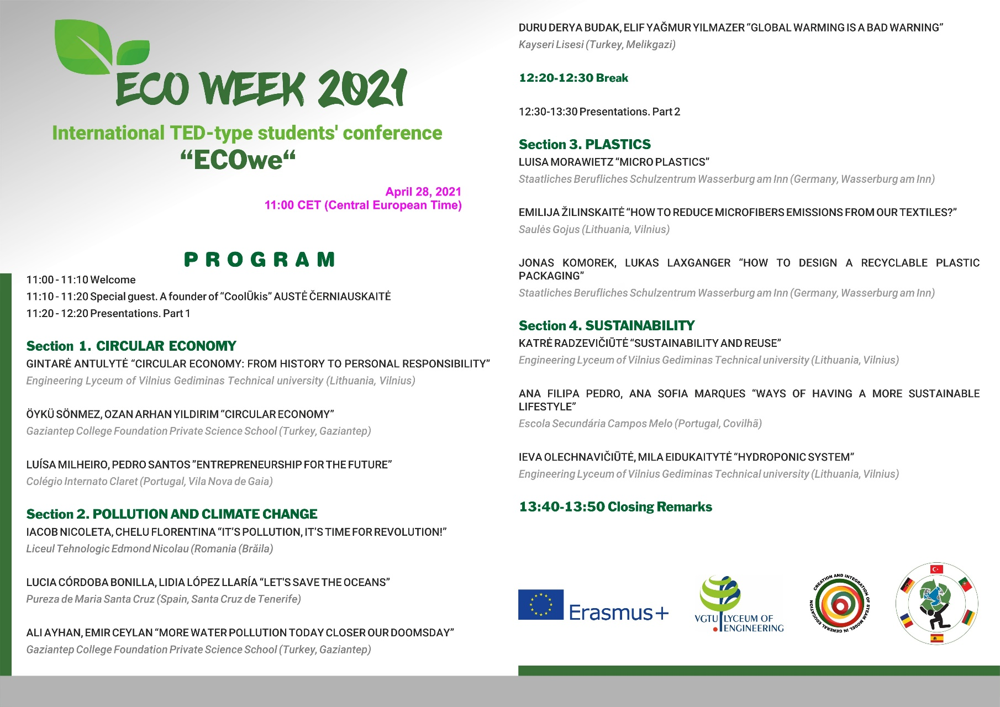 ECO WEEK 2021
International TED-type students' conference
“ECOwe“
April 28, 2021
11:00 CET (Central European Time)
PROGRAM
11:00 - 11:10 Welcome
11:10 - 11:20 Special guest. A founder of “CoolŪkis” AUSTĖ ČERNIAUSKAITĖ
11:20 - 12:20 Presentations. Part 1
Section 1. CIRCULAR ECONOMY
GINTARĖ ANTULYTĖ “CIRCULAR ECONOMY: FROM HISTORY TO PERSONAL RESPONSIBILITY”
Engineering Lyceum of Vilnius Gediminas Technical university (Lithuania, Vilnius)
ÖYKÜ SÖNMEZ, OZAN ARHAN YILDIRIM “CIRCULAR ECONOMY”
Gaziantep College Foundation Private Science School (Turkey, Gaziantep)
LUÍSA MILHEIRO, PEDRO SANTOS ”ENTREPRENEURSHIP FOR THE FUTURE”
Colégio Internato Claret (Portugal, Vila Nova de Gaia)
Section 2. POLLUTION AND CLIMATE CHANGE
IACOB NICOLETA, CHELU FLORENTINA “IT’S POLLUTION, IT’S TIME FOR REVOLUTION!”
Liceul Tehnologic Edmond Nicolau (Romania (Brăila)
LUCIA CÓRDOBA BONILLA, LIDIA LÓPEZ LLARÍA “LET'S SAVE THE OCEANS”
Pureza de Maria Santa Cruz (Spain, Santa Cruz de Tenerife)
ALI AYHAN, EMIR CEYLAN “MORE WATER POLLUTION TODAY CLOSER OUR DOOMSDAY”
Gaziantep College Foundation Private Science School (Turkey, Gaziantep)
DURU DERYA BUDAK, ELIF YAĞMUR YILMAZER “GLOBAL WARMING IS A BAD WARNING”
Kayseri Lisesi (Turkey, Melikgazi)
12:20-12:30 Break
12:30-13:30 Presentations. Part 2
Section 3. PLASTICS
LUISA MORAWIETZ “MICRO PLASTICS”
Staatliches Berufliches Schulzentrum Wasserburg am Inn (Germany, Wasserburg am Inn)
EMILIJA ŽILINSKAITĖ “HOW TO REDUCE MICROFIBERS EMISSIONS FROM OUR TEXTILES?”
Saulės Gojus (Lithuania, Vilnius)
JONAS KOMOREK, LUKAS LAXGANGER “HOW TO DESIGN A RECYCLABLE PLASTIC
PACKAGING”
Staatliches Berufliches Schulzentrum Wasserburg am Inn (Germany, Wasserburg am Inn)
Section 4. SUSTAINABILITY
KATRĖ RADZEVIČIŪTĖ “SUSTAINABILITY AND REUSE”
Engineering Lyceum of Vilnius Gediminas Technical university (Lithuania, Vilnius)
ANA FILIPA PEDRO, ANA SOFIA MARQUES “WAYS OF HAVING A MORE SUSTAINABLE
LIFESTYLE”
Escola Secundária Campos Melo (Portugal, Covilhã)
IEVA OLECHNAVIČIŪTĖ, MILA EIDUKAITYTĖ “HYDROPONIC SYSTEM”
Engineering Lyceum of Vilnius Gediminas Technical university (Lithuania, Vilnius)
13:40-13:50 Closing Remarks
Erasmus+
VGTU LYCEUM OF
ENGINEERING
CREATION AND INTEGRATION OF STEAM MODEL IN GENERAL EDUCATION